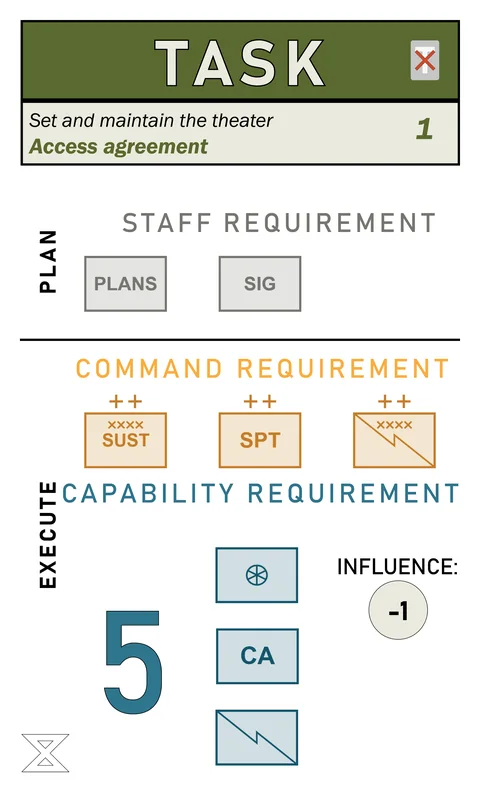 TASK
Set and maintain the theater
1
Access agreement
PLAN
STAFF REQUIREMENT
PLANS SIG
EXECUTE
COMMAND REQUIREMENT
++ ++ ++
xxxx xxxx
SUST SPT
CAPABILITY REQUIREMENT
INFLUENCE:
-1
5
CA